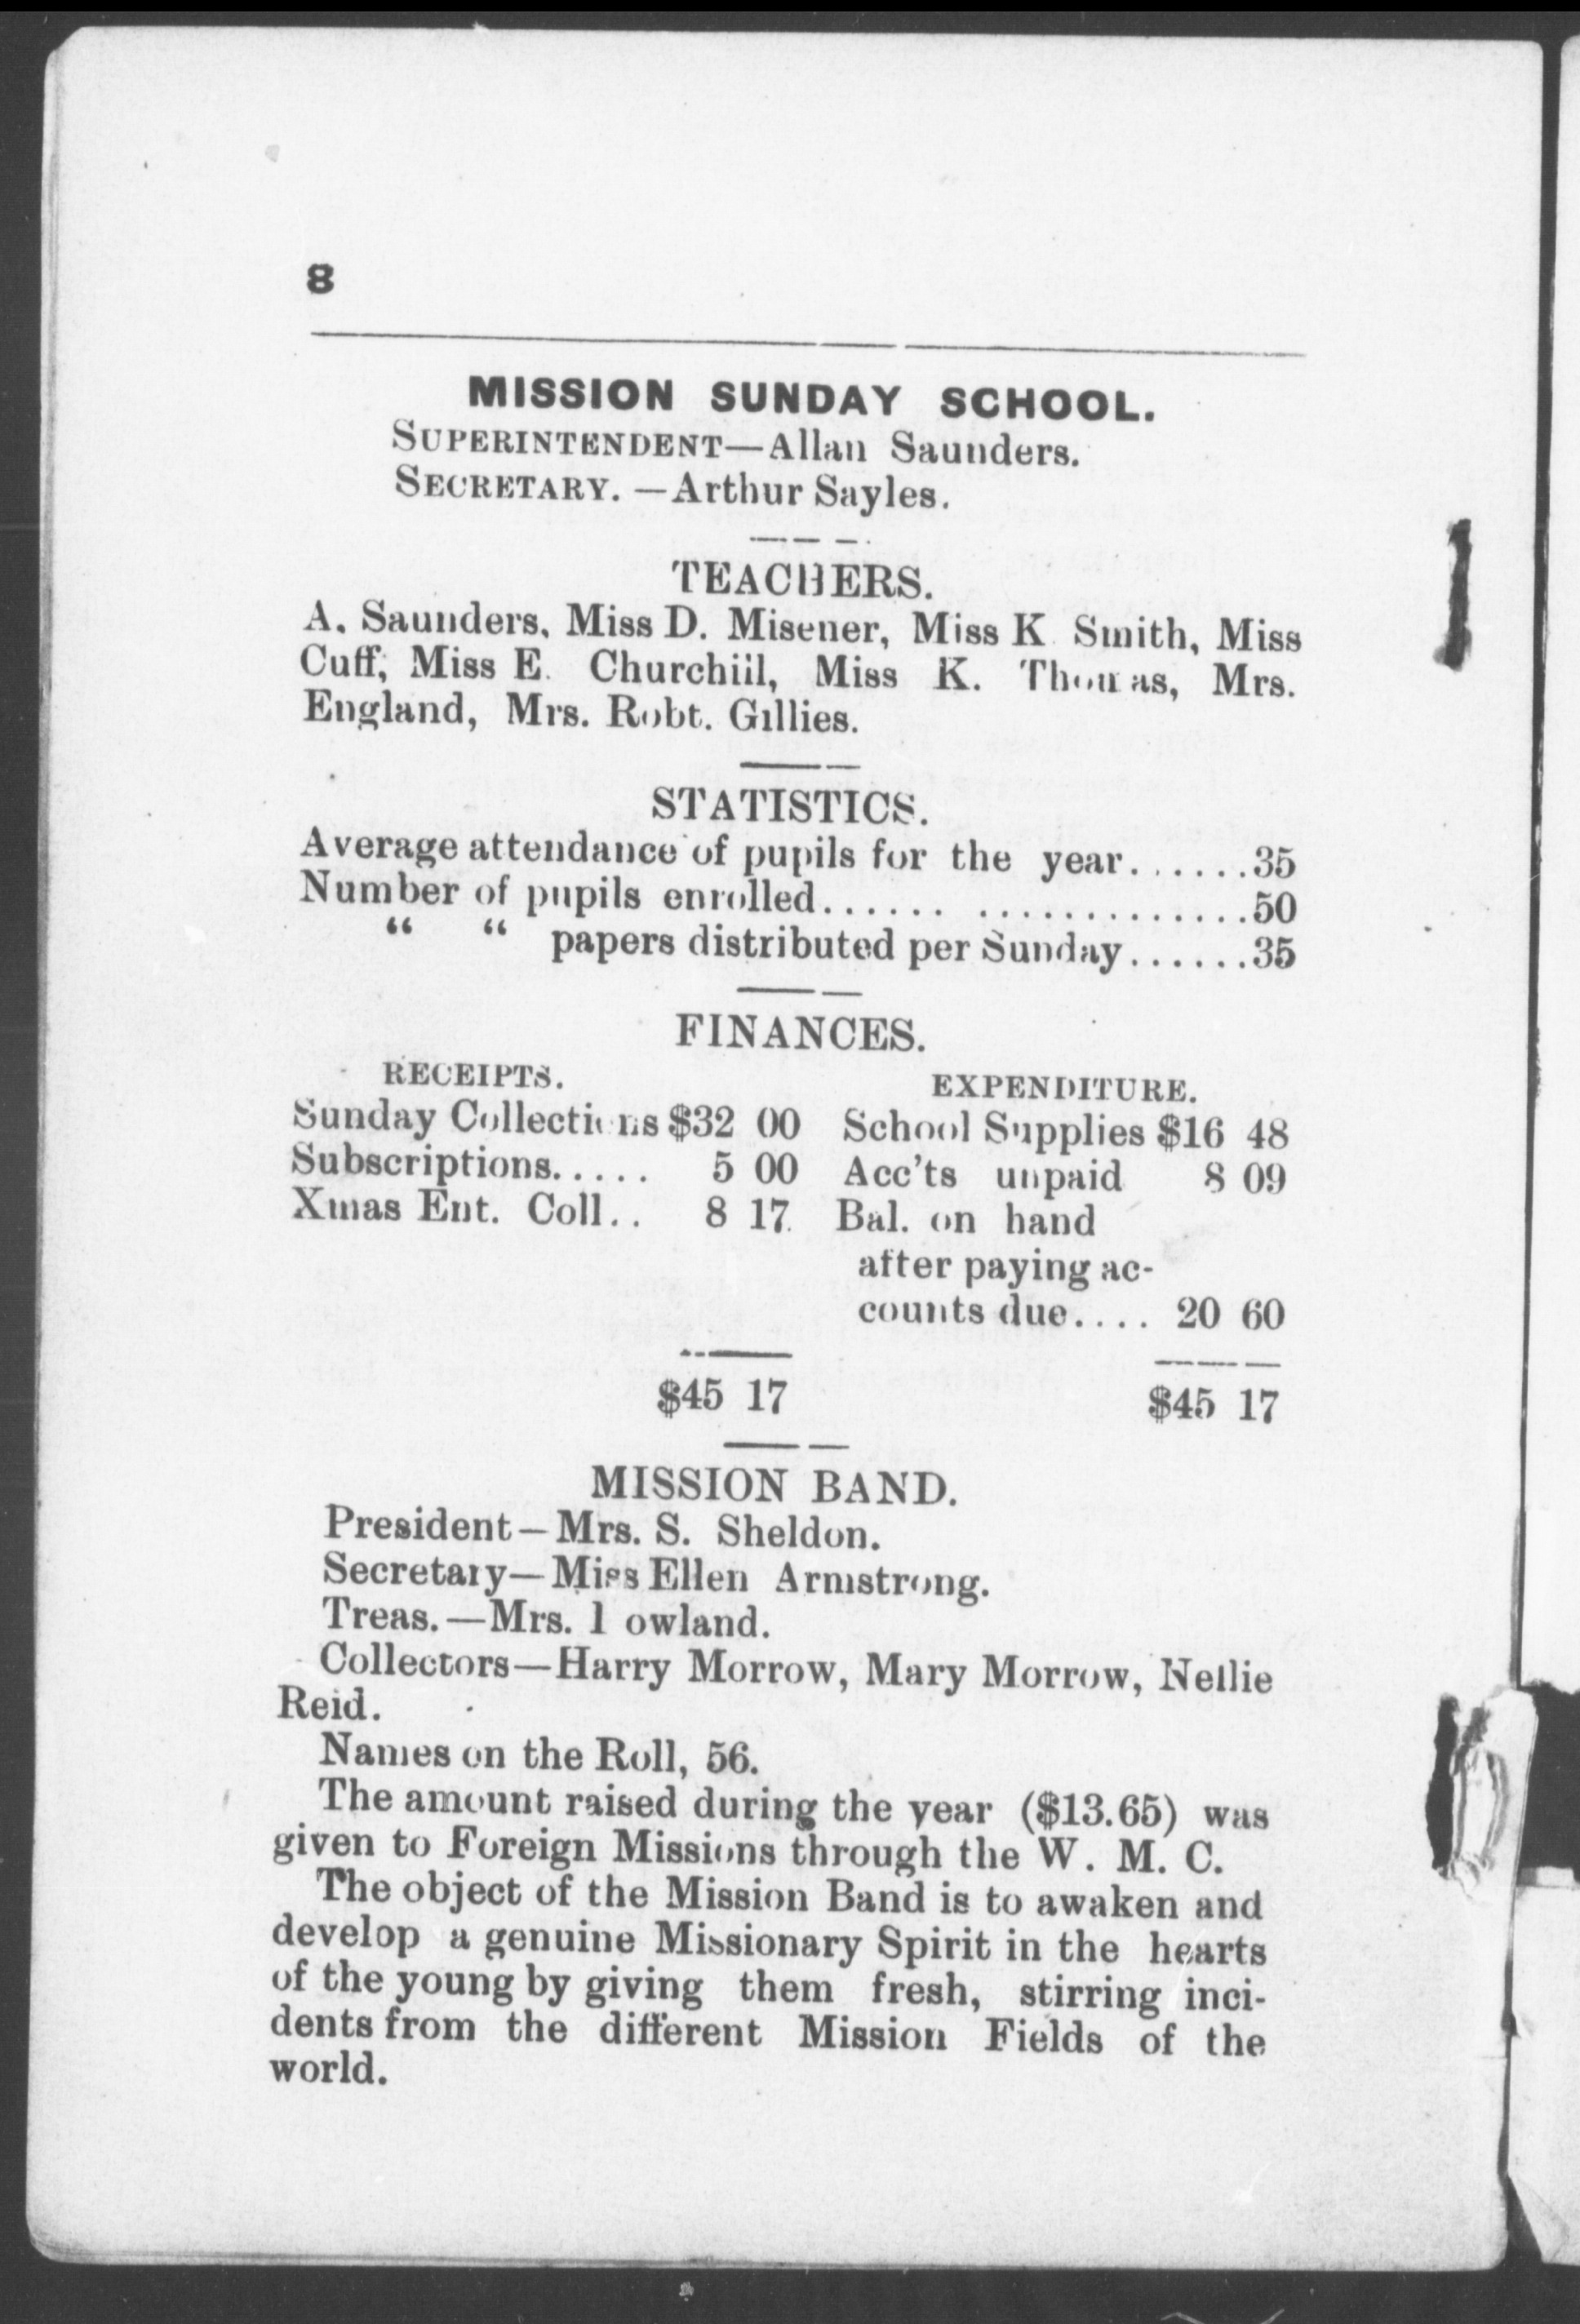 8
MISSION SUNDAY SCHOOL.
SUPERINTENDENT—Allan Saunders.
SECRETARY. —Arthur Sayles.
TEACHERS.
A. Saunders, Miss D. Misener, Miss K Smith, Miss
Cuff, Miss E. Churchill, Miss K. Thomas, Mrs.
England, Mrs. Robt. Gillies.
STATISTICS.
Average attendance of pupils for the year.......35
Number of pupils enrolled...... .............50
“ “ papers distributed per Sunday......35
FINANCES.
RECEIPTS. EXPENDITURE.
Sunday Collections $32 00 School Supplies $16 48
Subscriptions..... 5 00 Acc’ts unpaid 8 09
Xmas Ent. Coll.. 8 17 Bal. on hand
after paying ac-
counts due.... 20 60
$45 17 $45 17
MISSION BAND.
President—Mrs. S. Sheldon.
Secretary—Miss Ellen Armstrong.
Treas.—Mrs. owland.
Collectors—Harry Morrow, Mary Morrow, Nellie
Reid.
Names on the Roll, 56.
The amount raised during the year ($13.65) was
given to Foreign Missions through the W. M. C.
The object of the Mission Band is to awaken and
develop a genuine Missionary Spirit in the hearts
of the young by giving them fresh, stirring inci-
dents from the different Mission Fields of the
world.